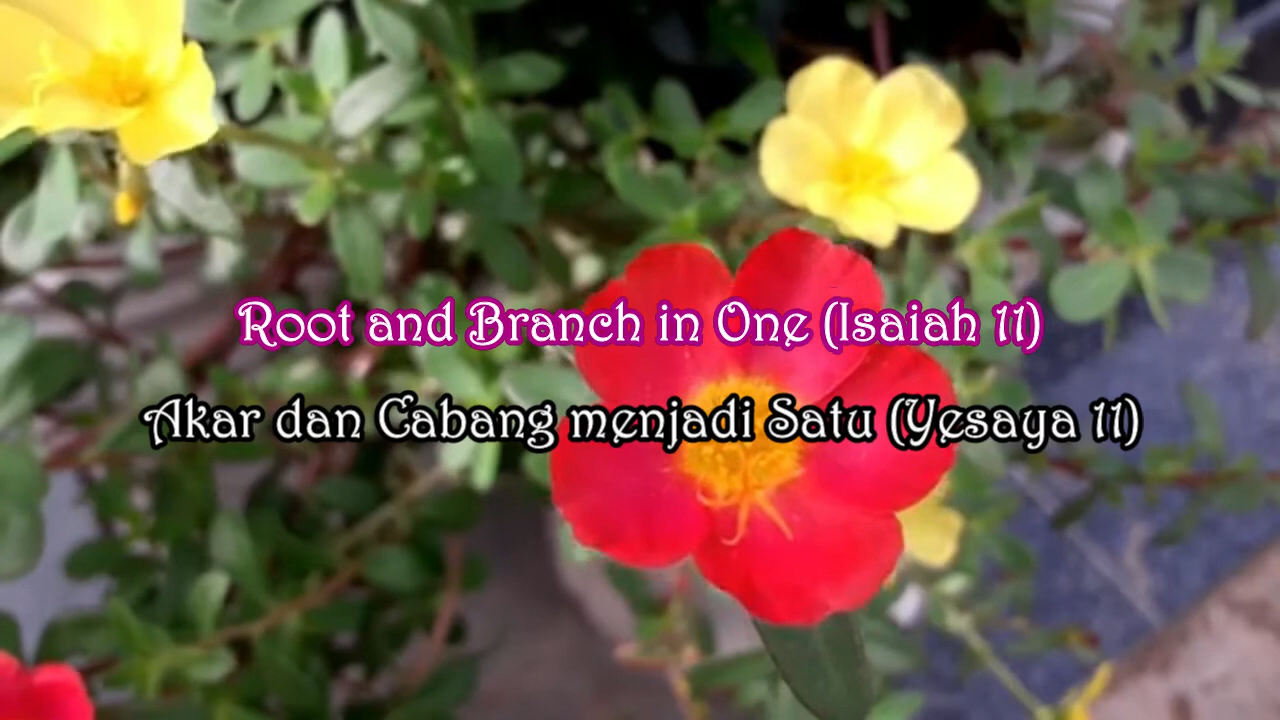 Root and Branch in One (Isaiah 11)
Akar dan Cabang menjadi Satu (Yesaya 11)